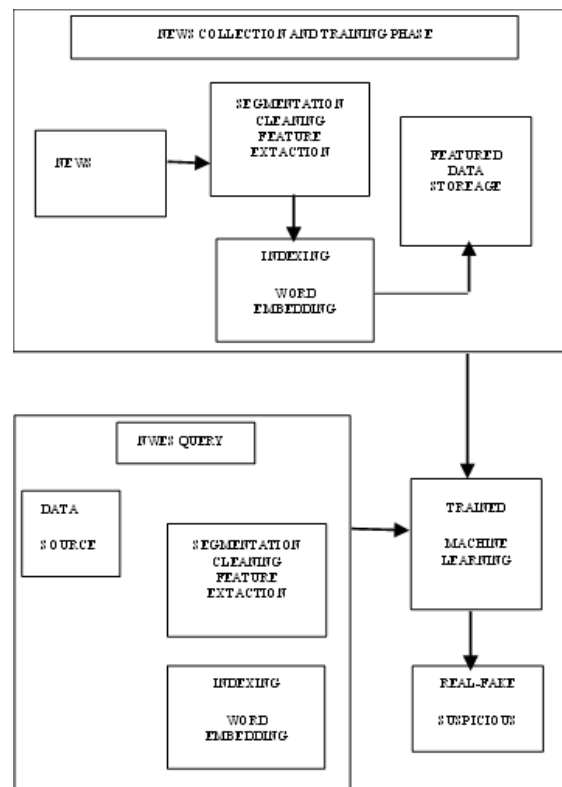 NEWS COLLECTION AND TRAINING PHASE
SEGMENTATION
CLEANING
FEATURE
EXTACTION
NEWS
FEATURED
DATA
STOREAGE
INDEXING
WORD
EMBEDDING
NWES QUERY
DATA
SOURCE
SEGMENTATION
CLEANING
FEATURE
EXTACTION
TRAINED
MACHINE
LEARNING
INDEXING
WORD
EMBEDDING
REAL-FAKE
SUSPICIOUS